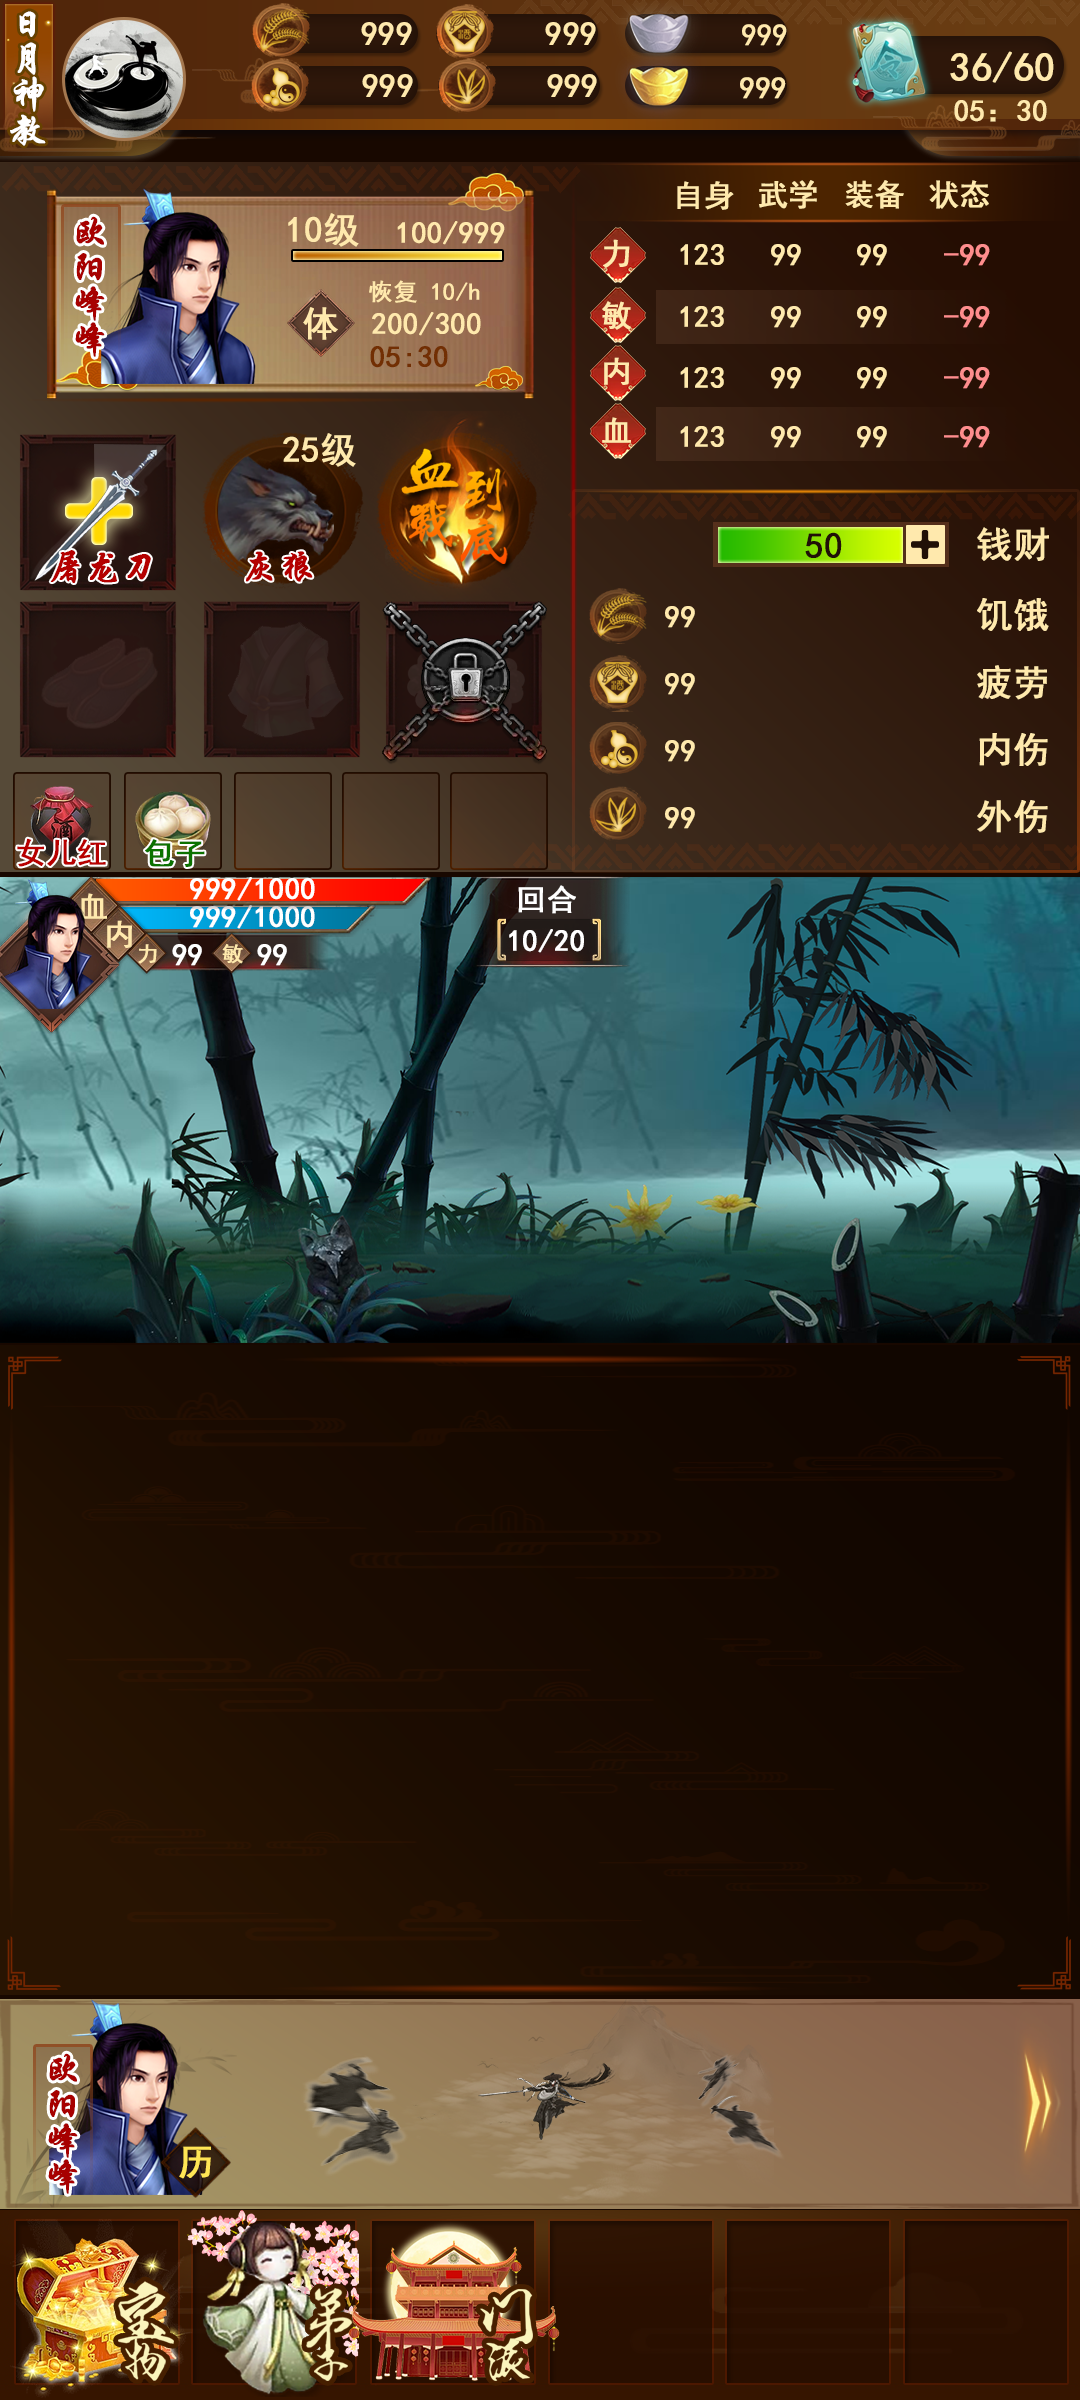 日月神教
999 999 999
999 999 999
令
36/60
05: 30
欧阳峰峰
10级 100/999
恢复 10/h
体 200/300
05:30
自身 武学 装备 状态
力 123 99 99 -99
敏 123 99 99 -99
内 123 99 99 -99
血 123 99 99 -99
屠龙刀
25级
灰狼
血戰到底
50 + 钱财
99 饥饿
99 疲劳
99 内伤
99 外伤
酒
女儿红
包子
血 999/1000
内 999/1000
力 99 敏 99
回合
[10/20]
欧阳峰峰
历
宝物
弟子
门派